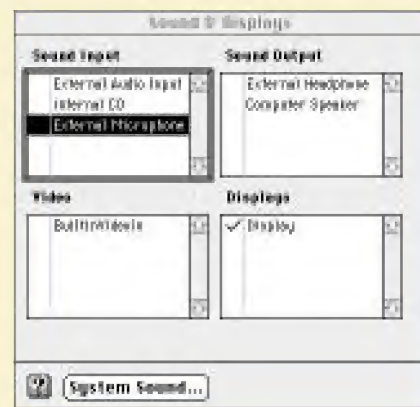 Sound & Displays
Sound Input
External Audio Input
Internal CD
External Microphone
Sound Output
External Headphone
Computer Speaker
Video
BuiltinVideoIn
Displays
✓ Display
?
System Sound...